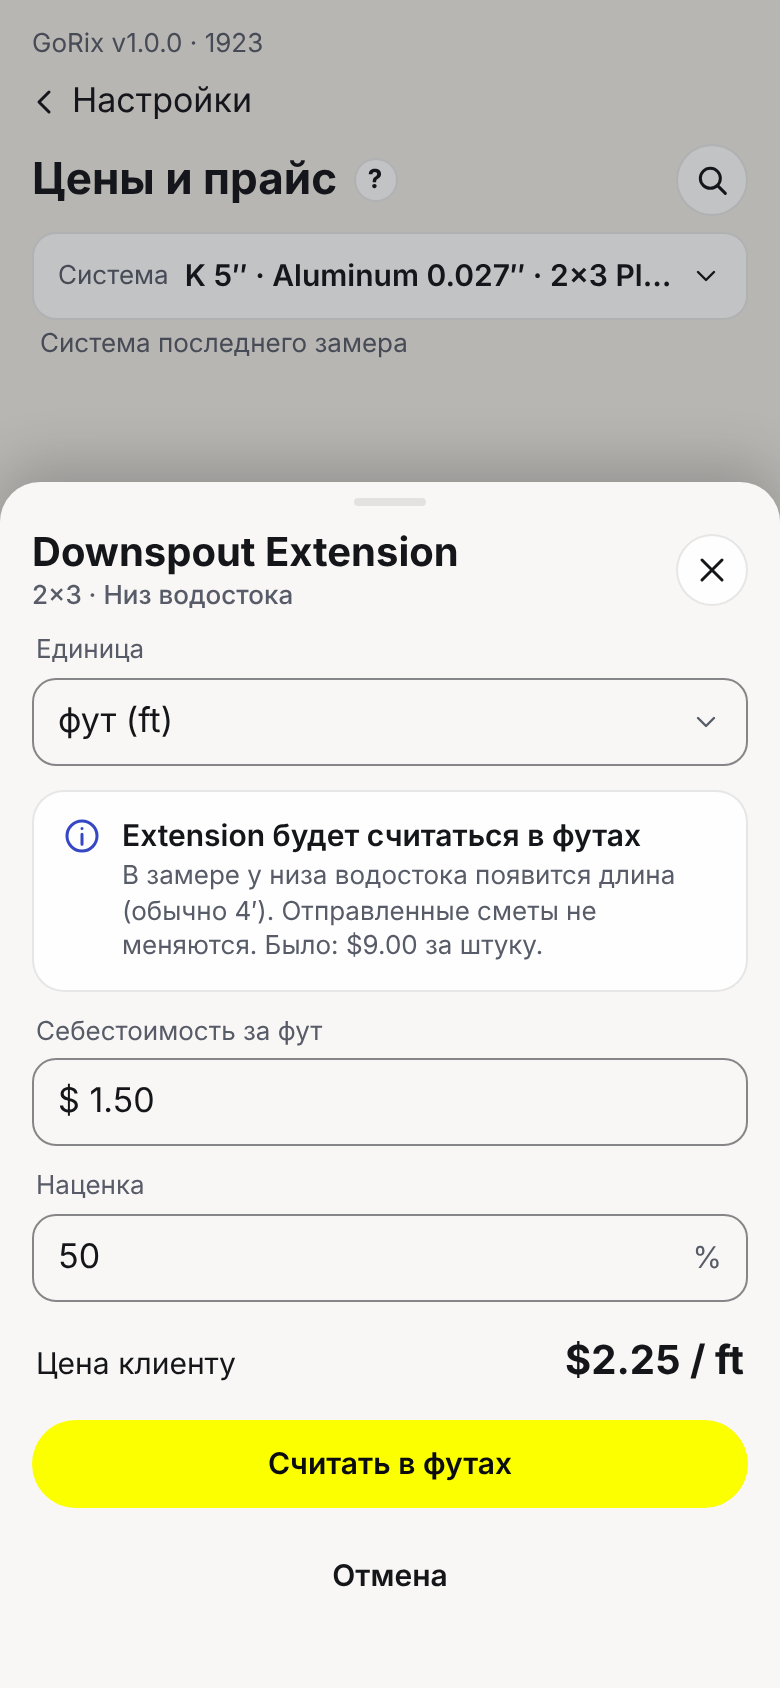 GoRix v1.0.0 · 1923
Настройки
Цены и прайс ?
Система K 5″ · Aluminum 0.027″ · 2×3 Pl...
Система последнего замера
Downspout Extension
2×3 · Низ водостока
Единица
фут (ft)
Extension будет считаться в футах
В замере у низа водостока появится длина
(обычно 4′). Отправленные сметы не
меняются. Было: $9.00 за штуку.
Себестоимость за фут
$ 1.50
Наценка
50 %
Цена клиенту $2.25 / ft
Считать в футах
Отмена